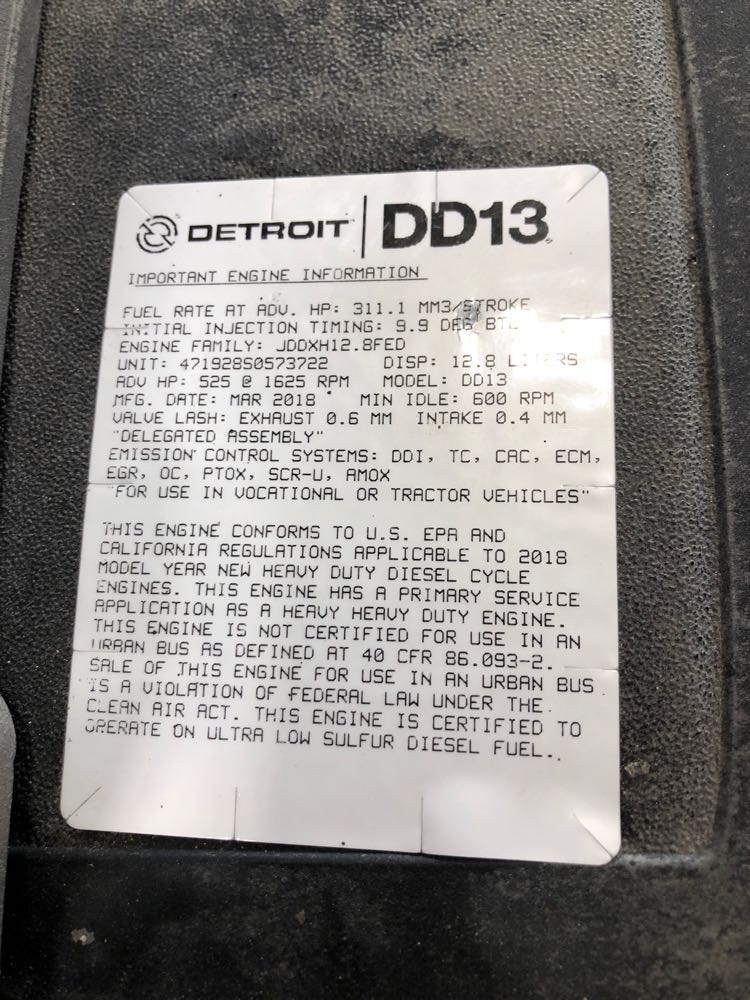 DETROIT DD13
IMPORTANT ENGINE INFORMATION
FUEL RATE AT ADV. HP: 311.1 MM3/STROKE
INITIAL INJECTION TIMING: 9.9 DEG BTC
ENGINE FAMILY: JDDXH12.8FED
UNIT: 471928S0573722 DISP: 12.8 LITERS
ADV HP: 525 @ 1625 RPM MODEL: DD13
MFG. DATE: MAR 2018 MIN IDLE: 600 RPM
VALVE LASH: EXHAUST 0.6 MM INTAKE 0.4 MM
"DELEGATED ASSEMBLY"
EMISSION CONTROL SYSTEMS: DDI, TC, CAC, ECM,
EGR, OC, PTOX, SCR-U, AMOX
"FOR USE IN VOCATIONAL OR TRACTOR VEHICLES"
THIS ENGINE CONFORMS TO U.S. EPA AND
CALIFORNIA REGULATIONS APPLICABLE TO 2018
MODEL YEAR NEW HEAVY DUTY DIESEL CYCLE
ENGINES. THIS ENGINE HAS A PRIMARY SERVICE
APPLICATION AS A HEAVY HEAVY DUTY ENGINE.
THIS ENGINE IS NOT CERTIFIED FOR USE IN AN
URBAN BUS AS DEFINED AT 40 CFR 86.093-2.
SALE OF THIS ENGINE FOR USE IN AN URBAN BUS
IS A VIOLATION OF FEDERAL LAW UNDER THE
CLEAN AIR ACT. THIS ENGINE IS CERTIFIED TO
OPERATE ON ULTRA LOW SULFUR DIESEL FUEL..